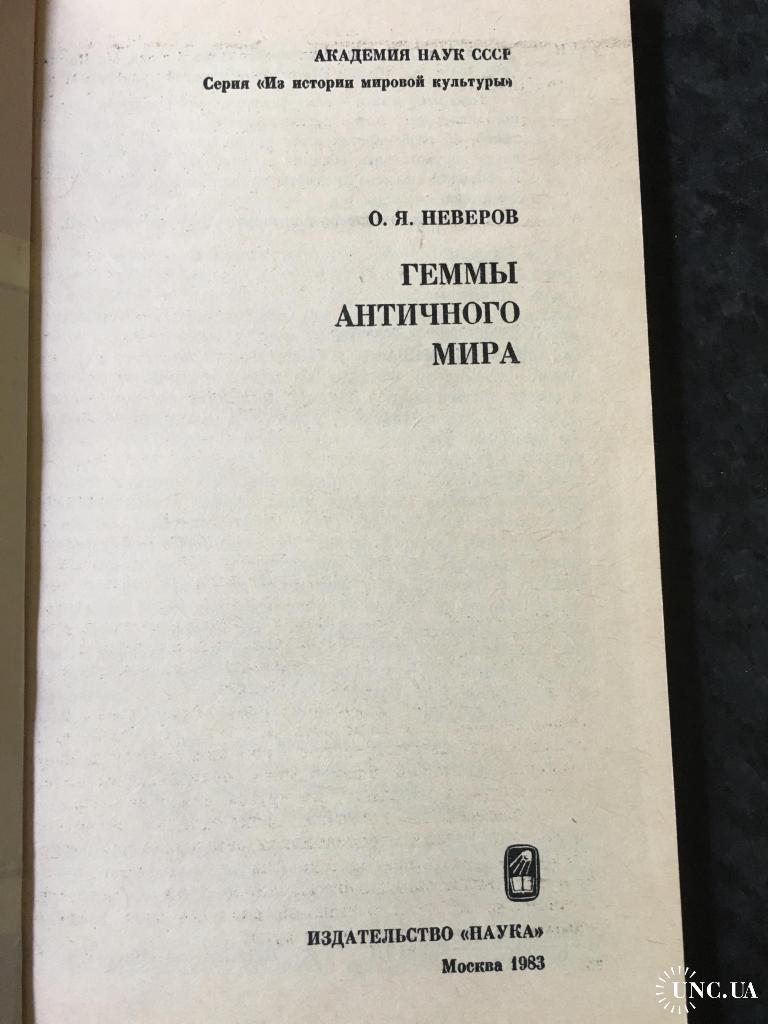 АКАДЕМИЯ НАУК СССР
Серия «Из истории мировой культуры»
О. Я. НЕВЕРОВ
ГЕММЫ
АНТИЧНОГО
МИРА
ИЗДАТЕЛЬСТВО «НАУКА»
Москва 1983
UNC.UA